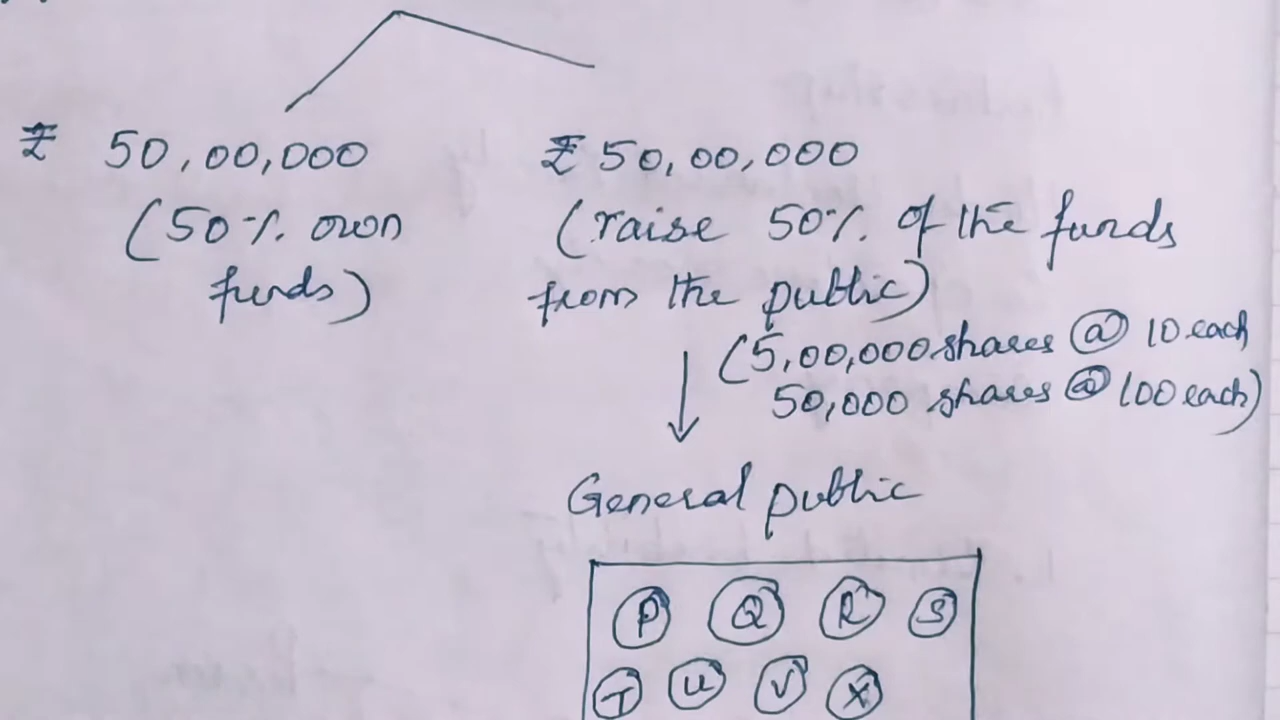 ₹ 50,00,000
(50% own
funds)
₹ 50,00,000
(raise 50% of the funds
from the public)
(5,00,000 shares @ 10 each
50,000 shares @ 100 each)
General public
P Q R S
T U V X